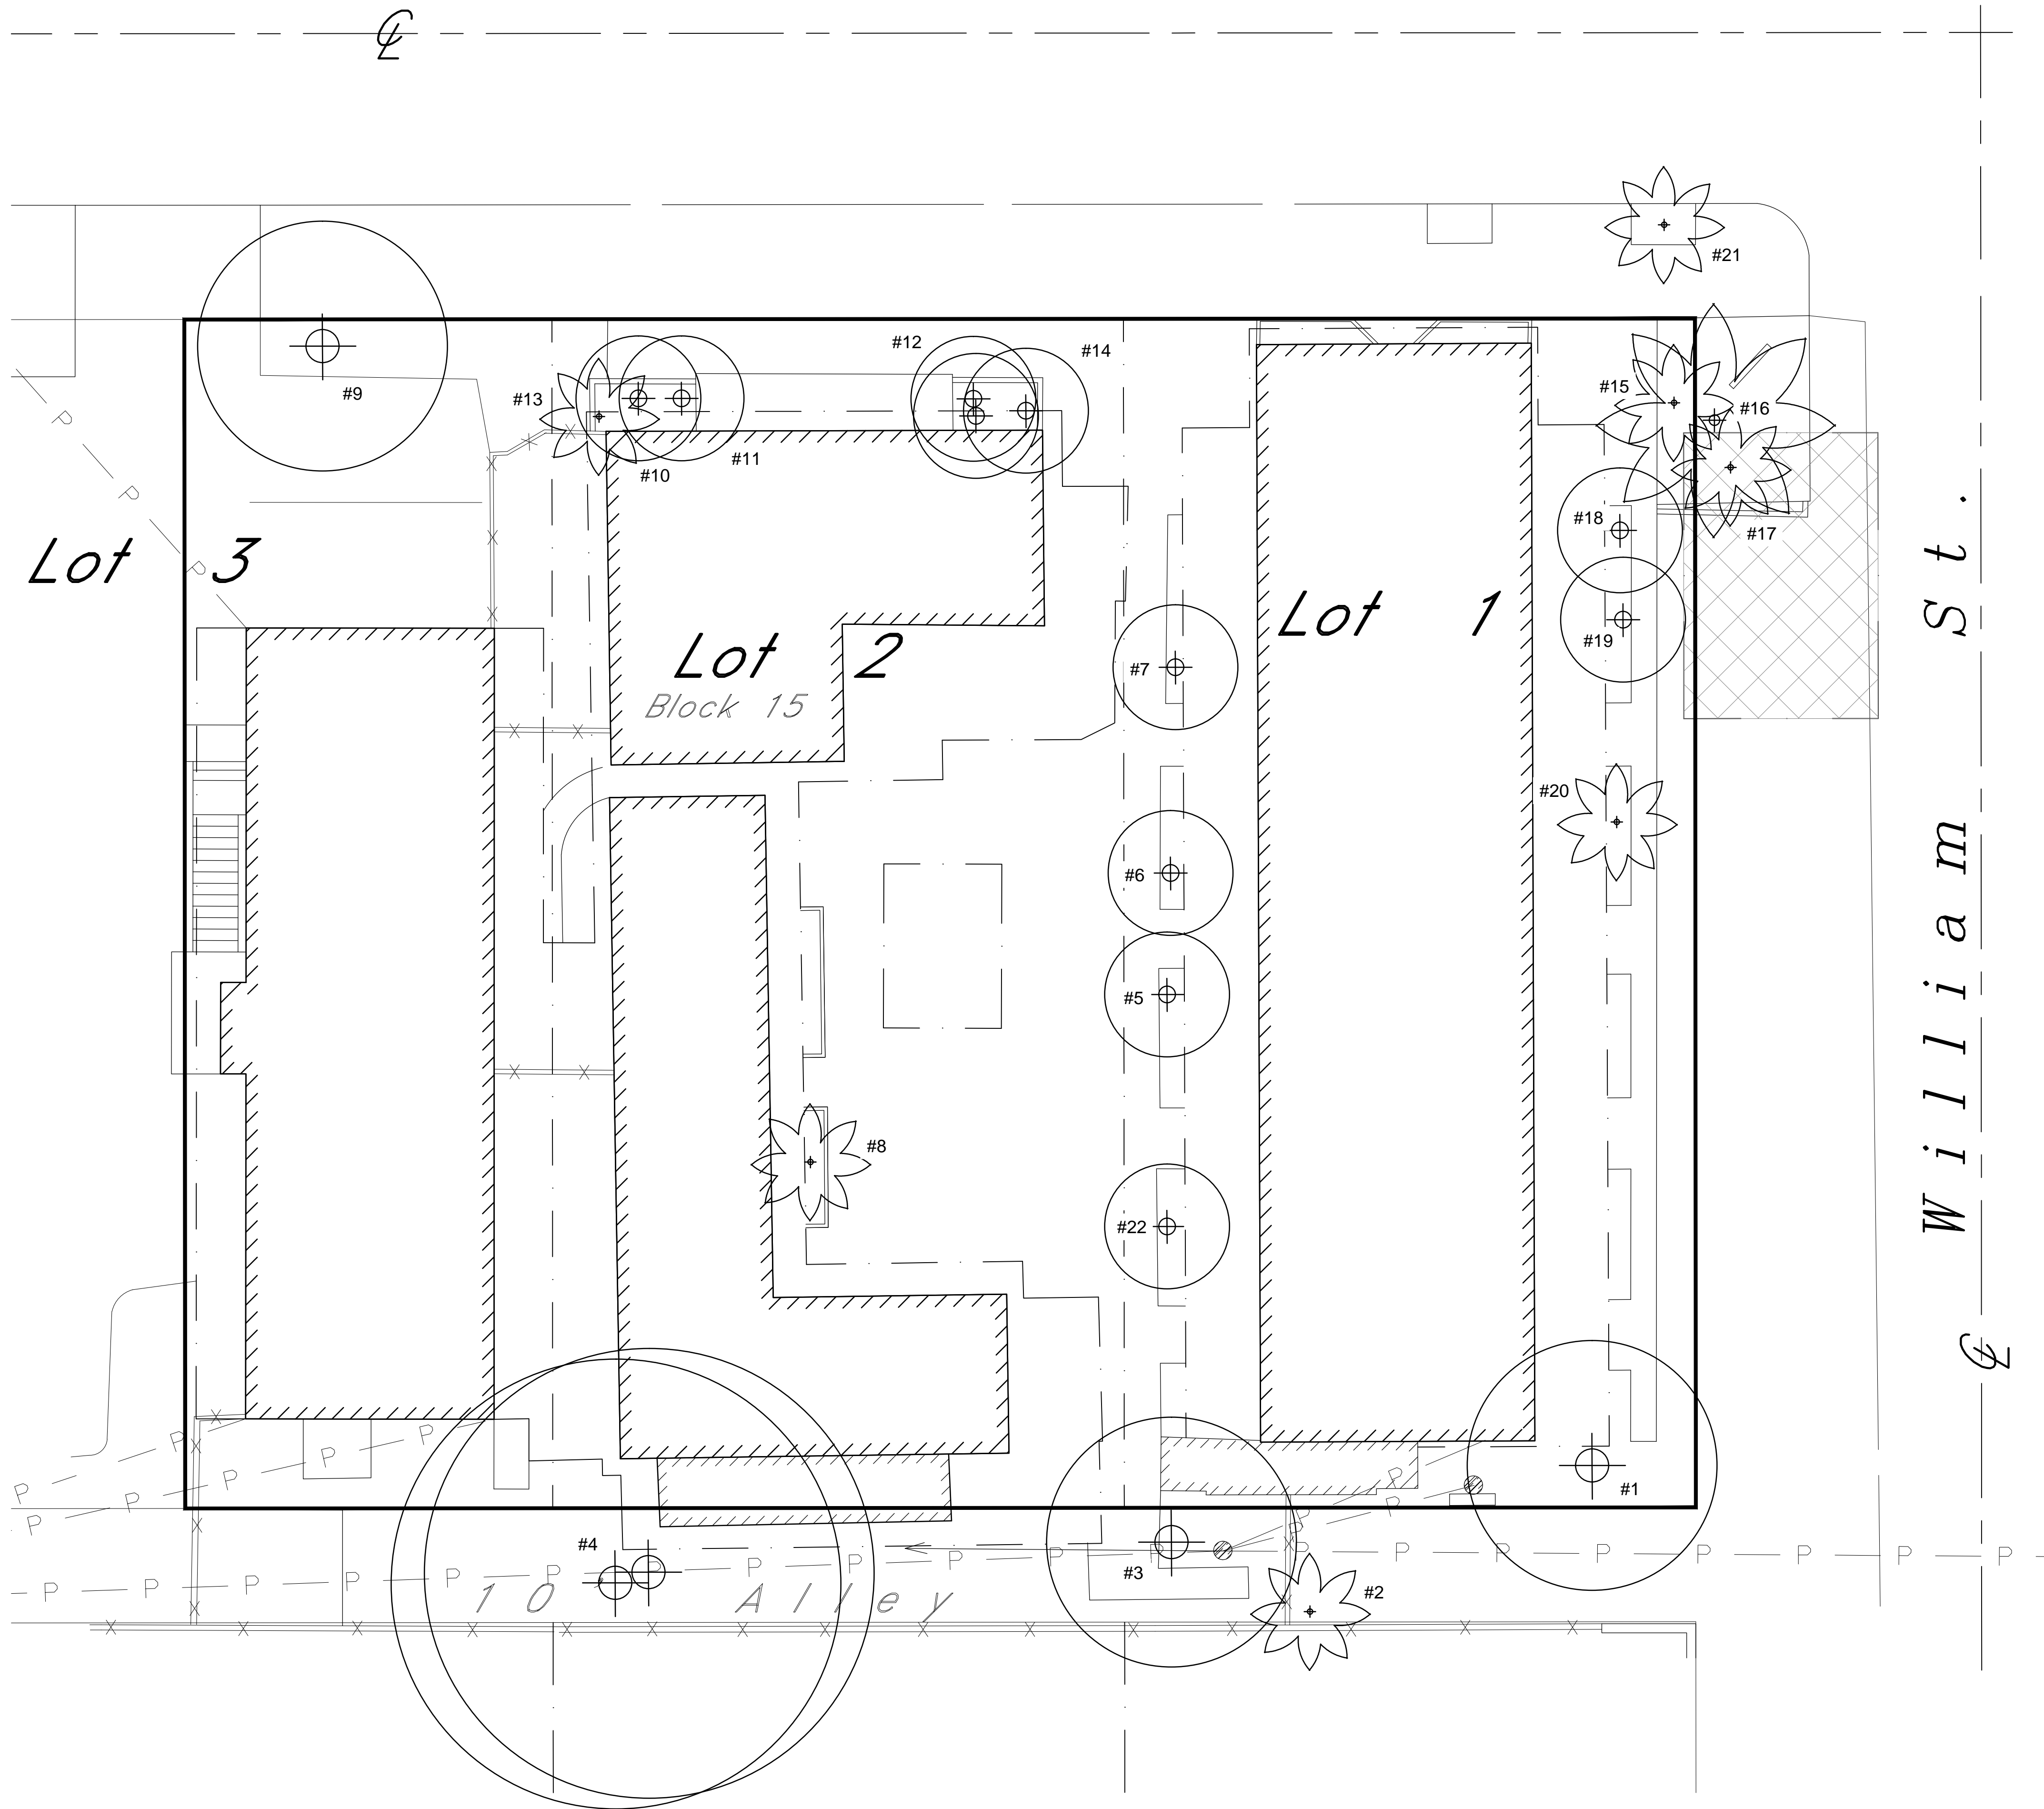 ℄
#21
#9
#12
#14
#13
#15
#16
#11
#10
#18
#17
P
P
P
Lot 3
Lot 1
William St.
#19
Lot 2
#7
Block 15
#20
#6
#5
#8
#22
℄
P
P
P
P
P
P
P
P
P
#1
P
#4
P P P P P P P P P P P P P P P P P P P P
#3
10 Alley
#2